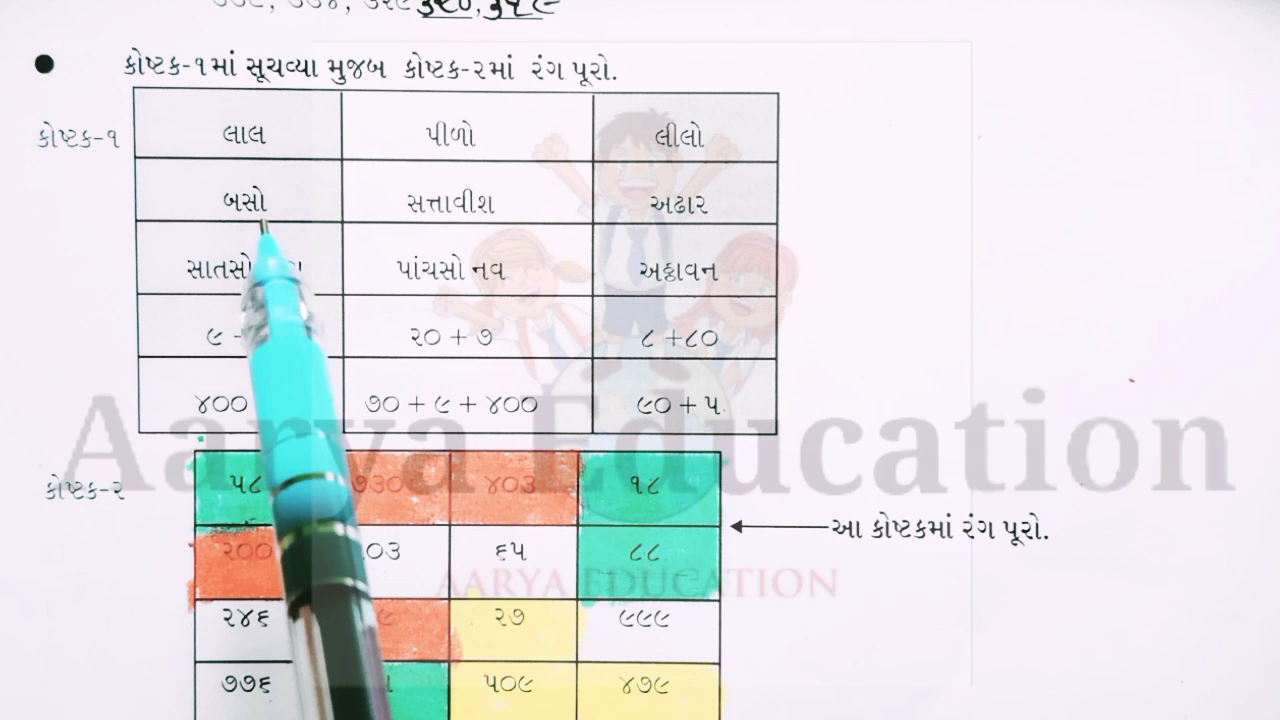 કોષ્ટક-૧માં સૂચવ્યા મુજબ કોષ્ટક-૨માં રંગ પૂરો.
કોષ્ટક-૧ લાલ પીળો લીલો
બસો સત્તાવીશ અઢાર
પાંચસો નવ અઠ્ઠાવન
૯ ૨૦ + ૭ ૮ +૮૦
૪૦૦ ૭૦ + ૯ + ૪૦૦ ૯૦ + ૫
Aarya Education
કોષ્ટક-૨ ૫૮ ૭૩૦ ૪૦૩ ૧૮
આ કોષ્ટકમાં રંગ પૂરો.
૨૦૦ ૬૫ ૮૮
AARYA EDUCATION
૨૪૬ ૨૭ ૯૯૯
૭૭૬ ૫૦૯ ૪૭૯